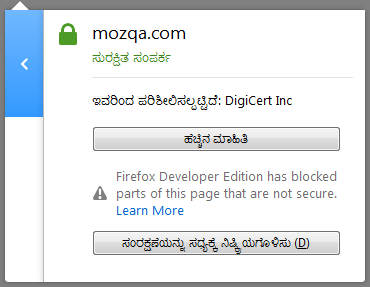 mozqa.com
ಸುರಕ್ಷಿತ ಸಂಪರ್ಕ
ಇವರಿಂದ ಪರಿಶೀಲಿಸಲ್ಪಟ್ಟಿದೆ: DigiCert Inc
ಹೆಚ್ಚಿನ ಮಾಹಿತಿ
Firefox Developer Edition has blocked
parts of this page that are not secure.
Learn More
ಸಂರಕ್ಷಣೆಯನ್ನು ಸದ್ಯಕ್ಕೆ ನಿಷ್ಕ್ರಿಯಗೊಳಿಸು (D)